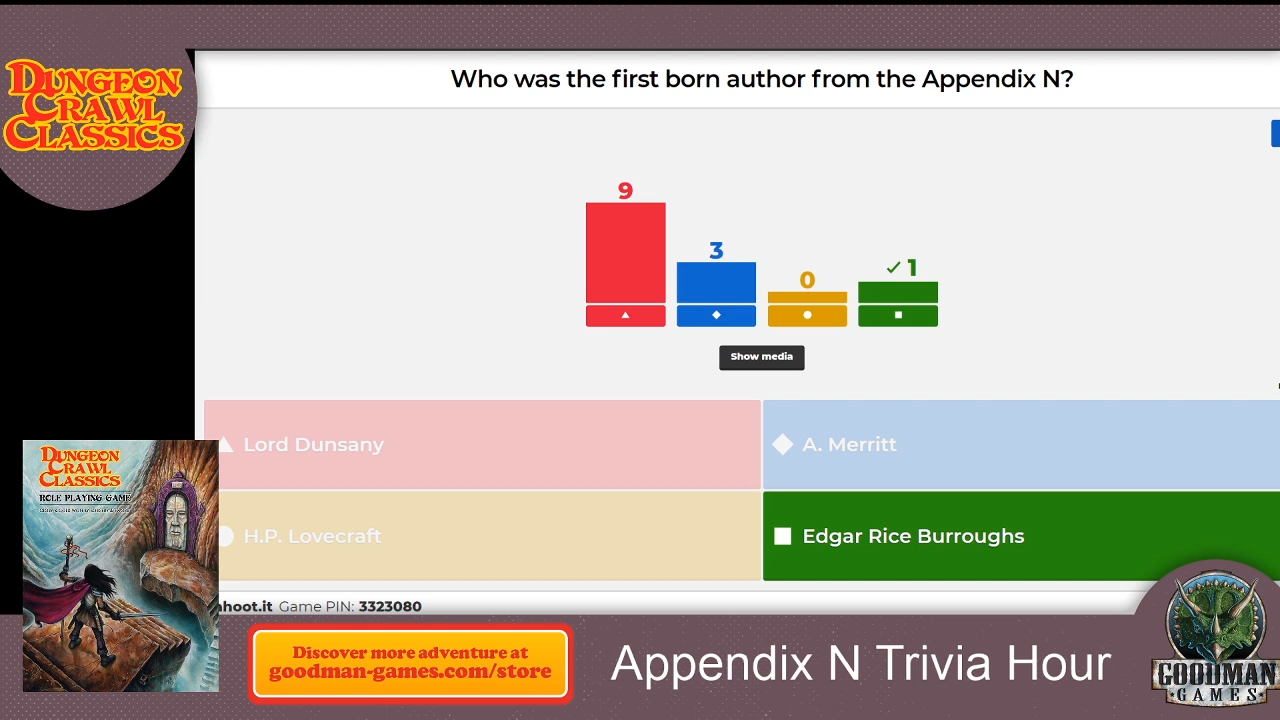 Who was the first born author from the Appendix N?
DUNGEON
CRAWL
CLASSICS
9
3
0
1
Show media
Lord Dunsany
A. Merritt
H.P. Lovecraft
Edgar Rice Burroughs
DUNGEON
CRAWL
CLASSICS
ROLE PLAYING GAME
ahoot.it Game PIN: 3323080
Discover more adventure at
goodman-games.com/store
Appendix N Trivia Hour
GOODMAN
GAMES